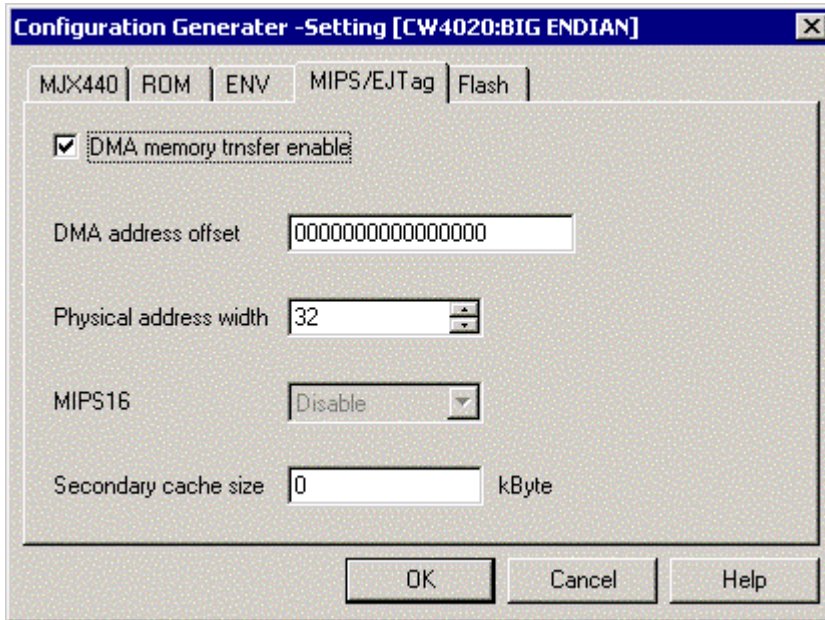 Configuration Generater -Setting [CW4020:BIG ENDIAN]
MJX440 ROM ENV MIPS/EJTag Flash
DMA memory trnsfer enable
DMA address offset 0000000000000000
Physical address width 32
MIPS16 Disable
Secondary cache size 0 kByte
OK Cancel Help